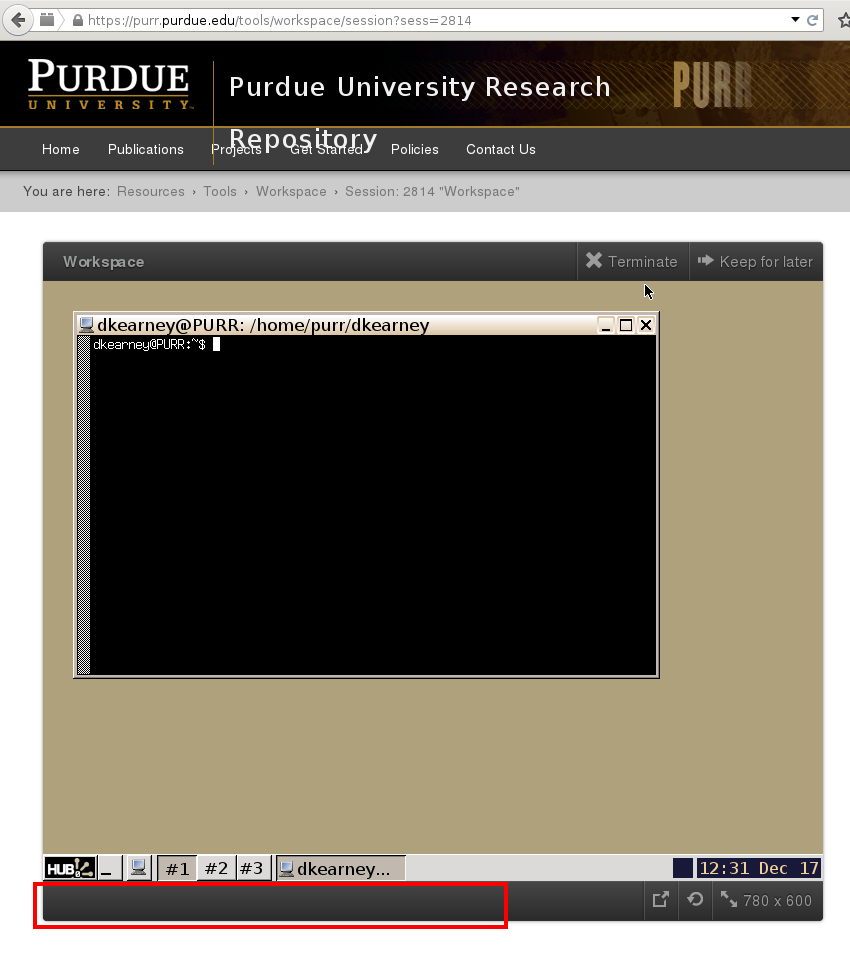 https://purr.purdue.edu/tools/workspace/session?sess=2814
PURDUE
UNIVERSITY
Purdue University Research
Repository
PURR
Home Publications Projects Get Started Policies Contact Us
You are here: Resources › Tools › Workspace › Session: 2814 "Workspace"
Workspace
Terminate
Keep for later
dkearney@PURR: /home/purr/dkearney
dkearney@PURR:~$
HUB
#1 #2 #3 dkearney...
12:31 Dec 17
780 x 600